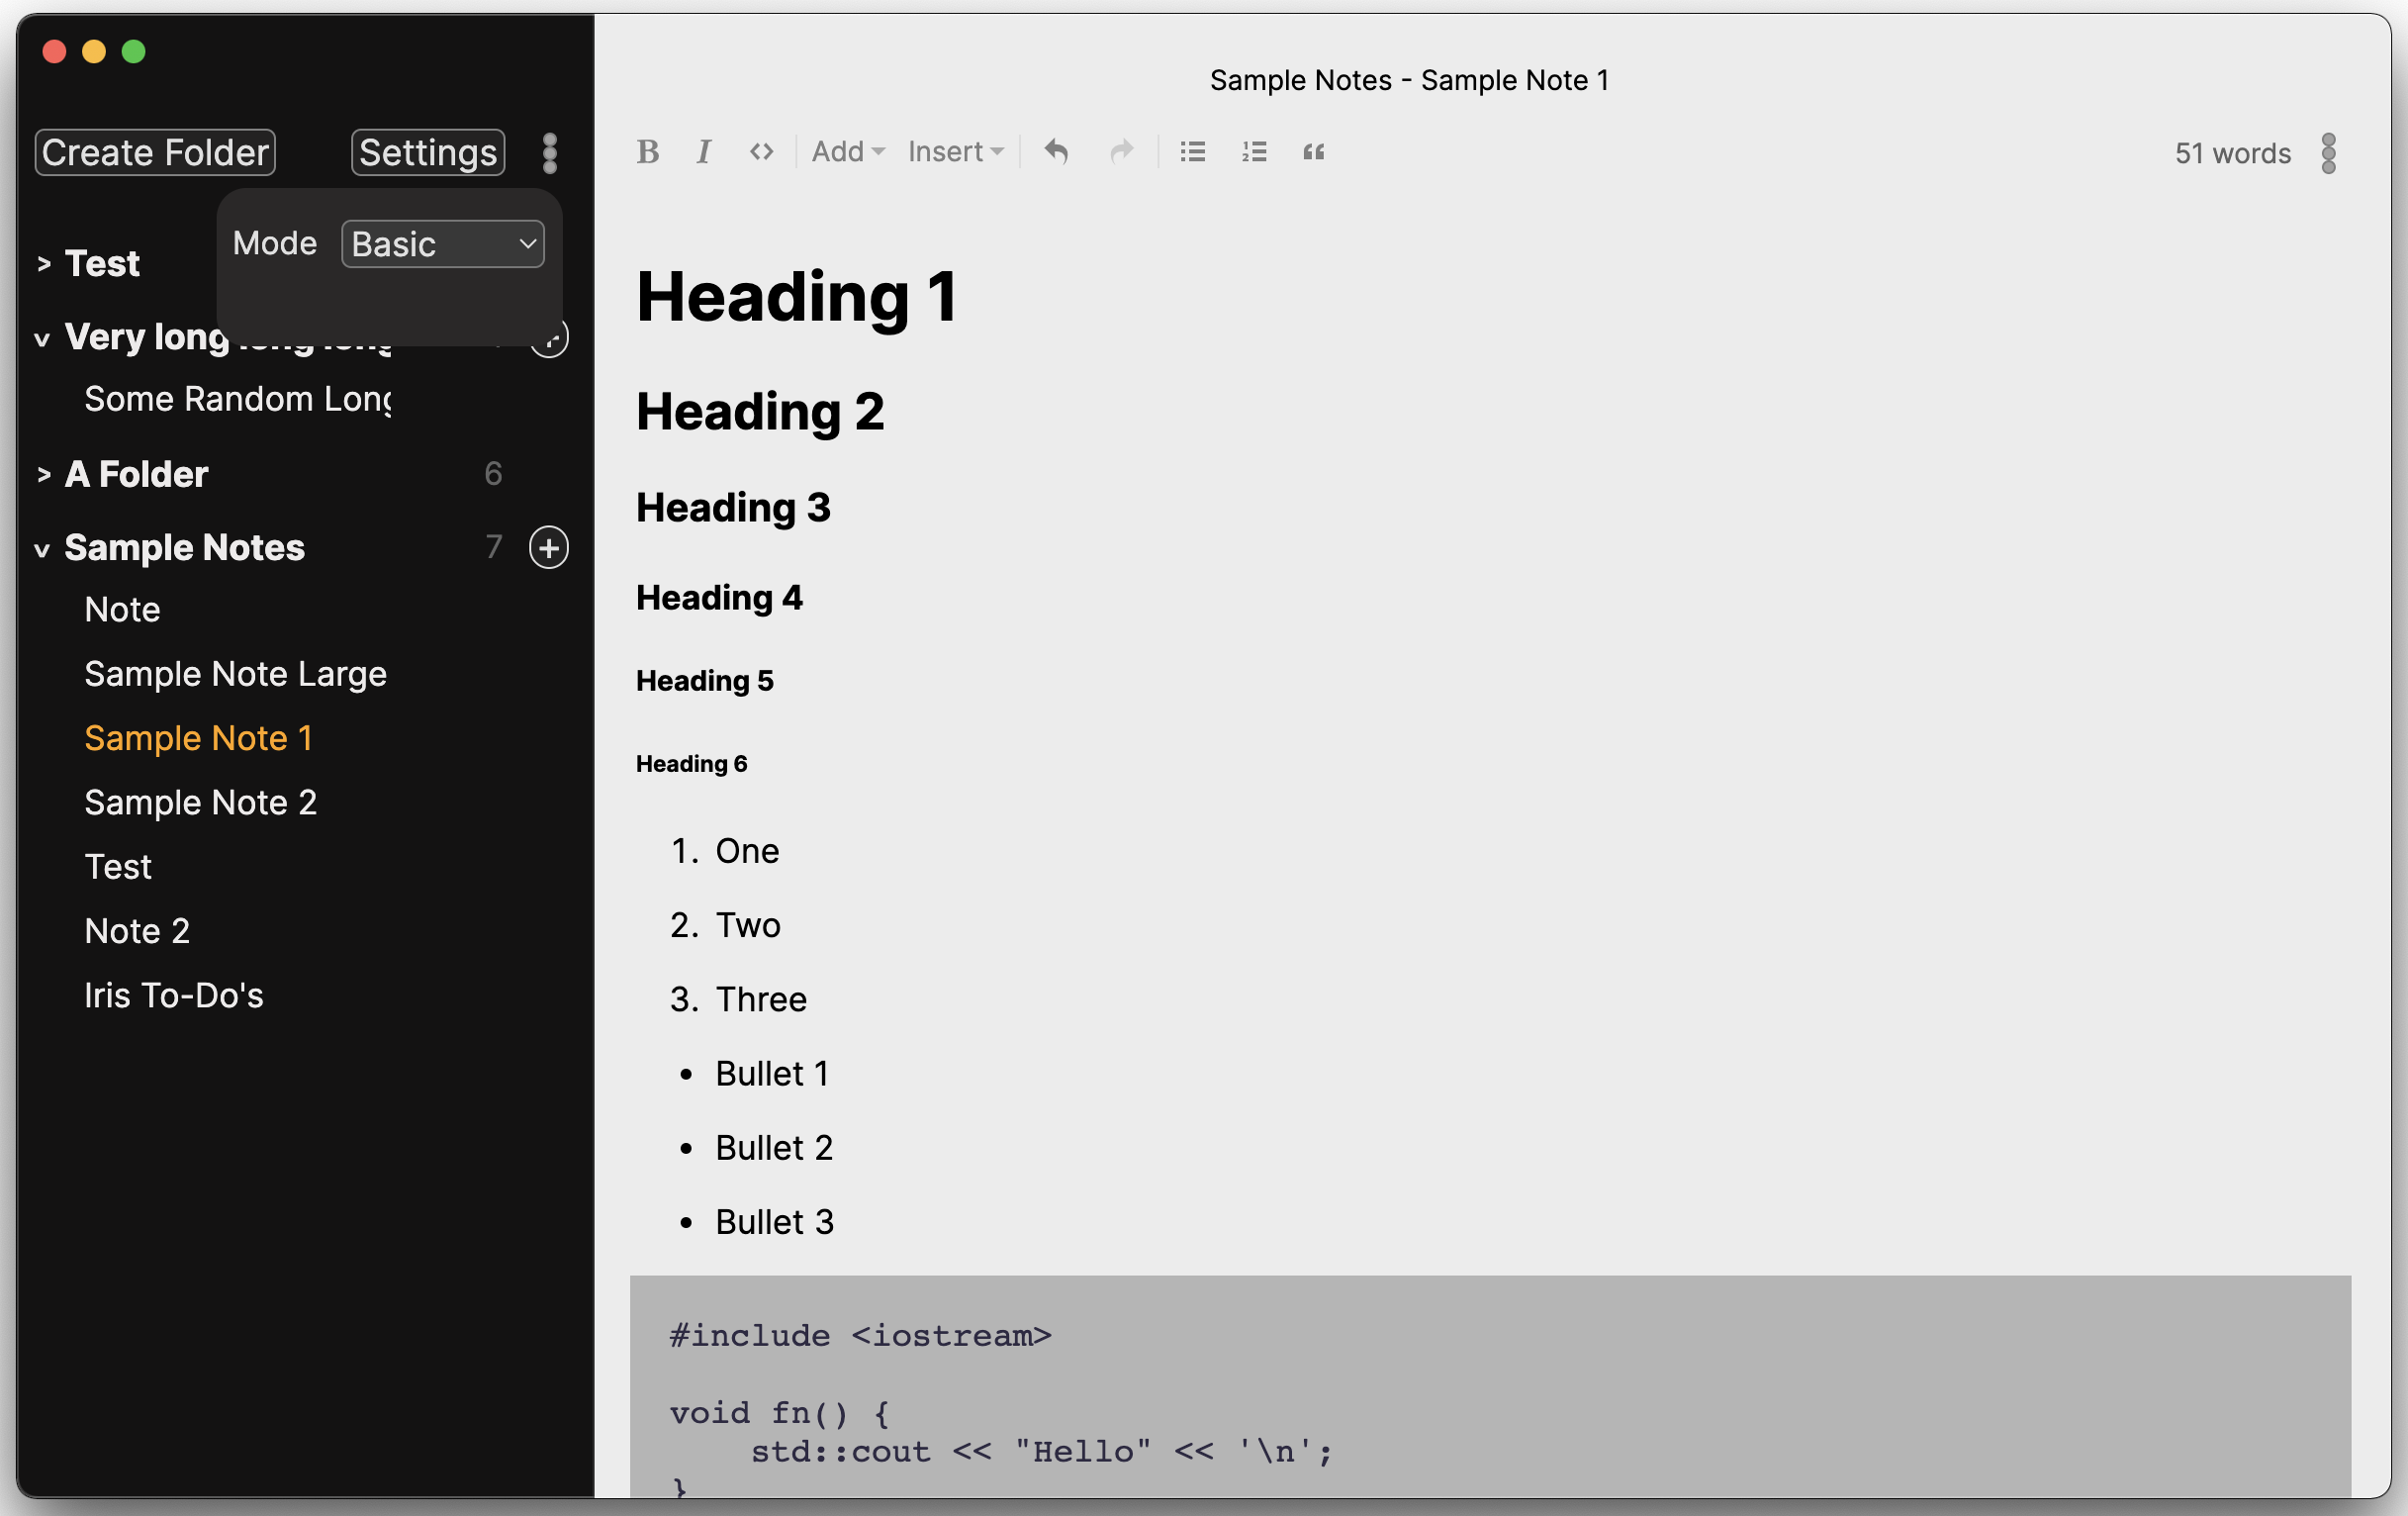 Sample Notes - Sample Note 1
Create Folder Settings
B I <> Add Insert 51 words
Mode Basic
> Test
v Very long
Some Random Long
> A Folder 6
v Sample Notes 7
Note
Sample Note Large
Sample Note 1
Sample Note 2
Test
Note 2
Iris To-Do's
Heading 1
Heading 2
Heading 3
Heading 4
Heading 5
Heading 6
1. One
2. Two
3. Three
• Bullet 1
• Bullet 2
• Bullet 3
#include <iostream>
void fn() {
    std::cout << "Hello" << '\n';
}